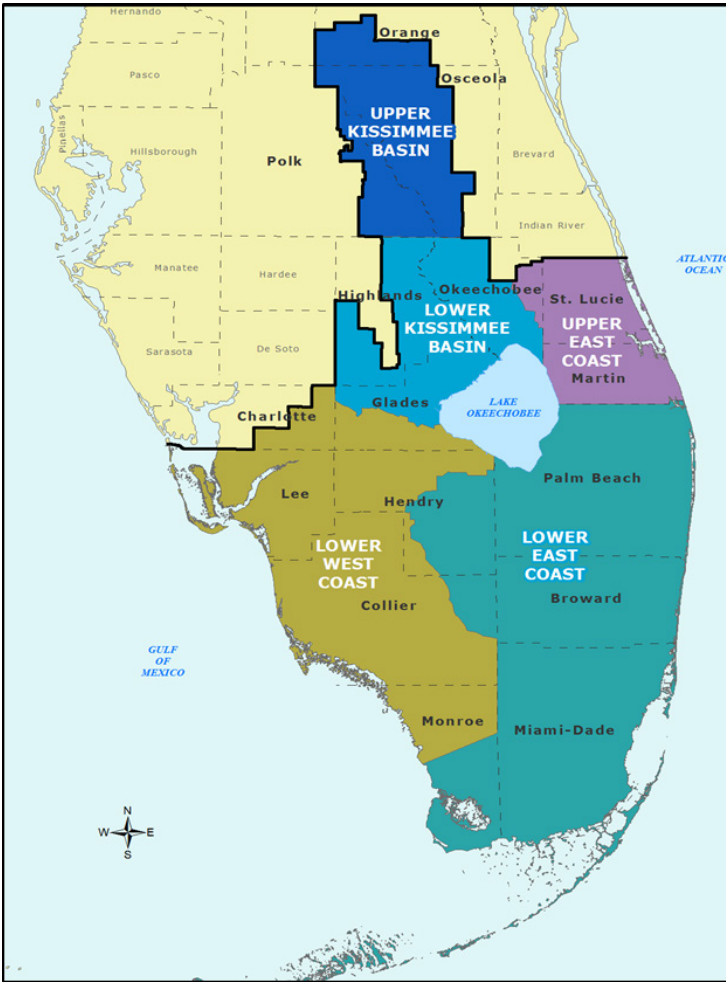 Hernando
Orange
Pasco
Osceola
Pinellas
UPPER
KISSIMMEE
BASIN
Hillsborough
Polk
Brevard
Indian River
ATLANTIC
OCEAN
Manatee
Hardee
Highlands
Okeechobee
St. Lucie
LOWER
KISSIMMEE
BASIN
UPPER
EAST
COAST
Sarasota
De Soto
Martin
Glades
LAKE
OKEECHOBEE
Charlotte
Palm Beach
Lee
Hendry
LOWER
WEST
COAST
LOWER
EAST
COAST
Collier
Broward
GULF
OF
MEXICO
Monroe
Miami-Dade
N
W
E
S